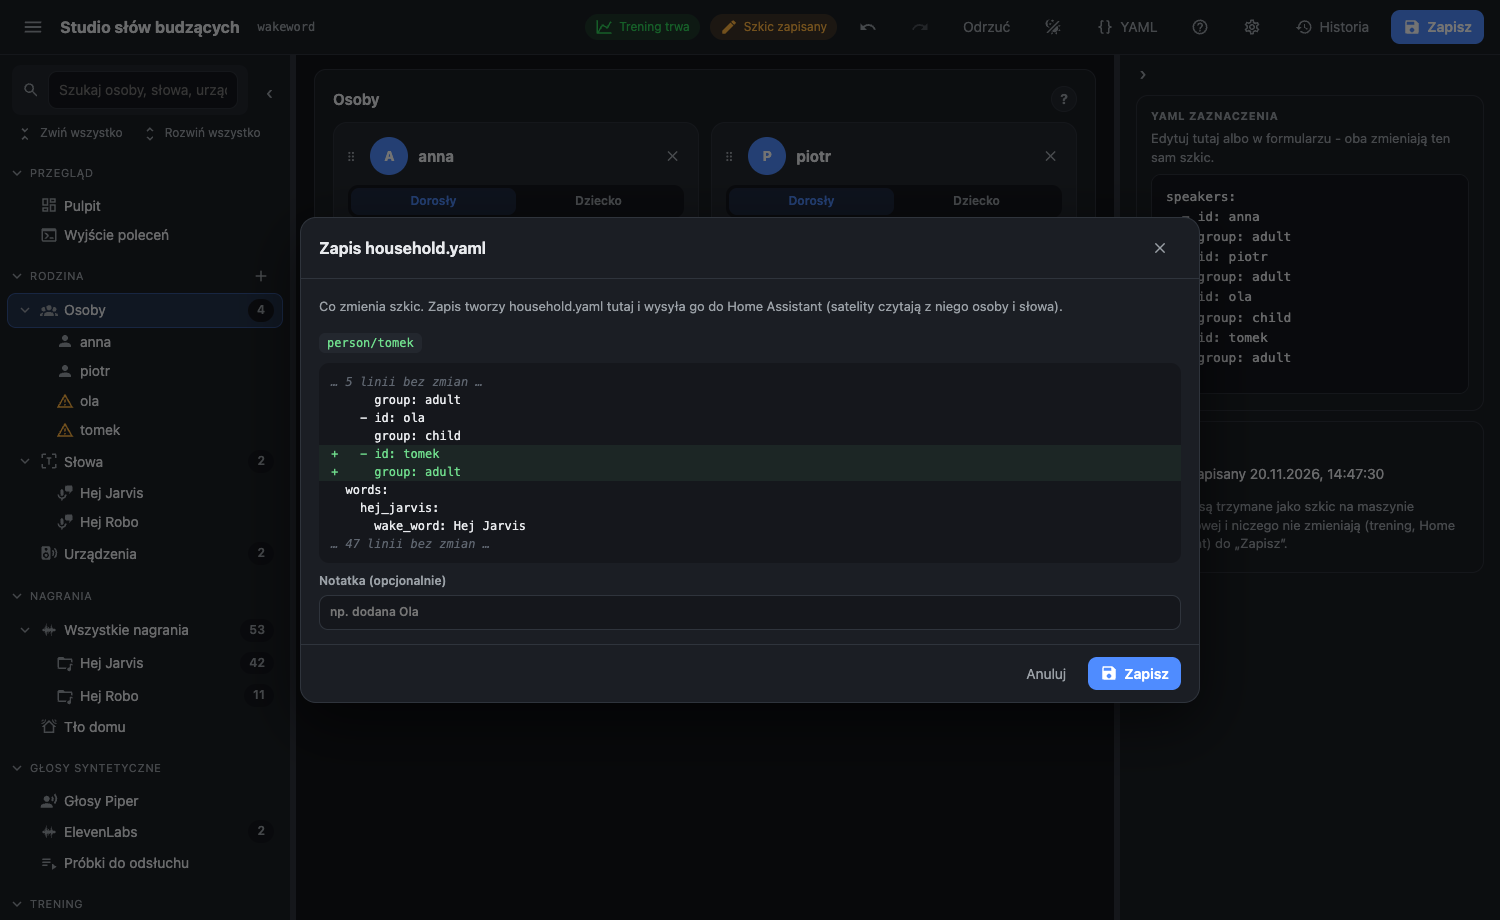 Studio słów budzących
wakeword
Trening trwa
Szkic zapisany
Odrzuć
{} YAML
?
Historia
Zapisz
Szukaj osoby, słowa, urząd
Zwiń wszystko
Rozwiń wszystko
PRZEGLĄD
Pulpit
Wyjście poleceń
RODZINA
Osoby 4
anna
piotr
ola
tomek
Słowa 2
Hej Jarvis
Hej Robo
Urządzenia 2
NAGRANIA
Wszystkie nagrania 53
Hej Jarvis 42
Hej Robo 11
Tło domu
GŁOSY SYNTETYCZNE
Głosy Piper
ElevenLabs 2
Próbki do odsłuchu
TRENING
Osoby
?
A anna
Dorosły Dziecko
P piotr
Dorosły Dziecko
Zapis household.yaml
Co zmienia szkic. Zapis tworzy household.yaml tutaj i wysyła go do Home Assistant (satelity czytają z niego osoby i słowa).
person/tomek
… 5 linii bez zmian …
group: adult
- id: ola
group: child
+ - id: tomek
+ group: adult
words:
hej_jarvis:
wake_word: Hej Jarvis
… 47 linii bez zmian …
Notatka (opcjonalnie)
np. dodana Ola
Anuluj
Zapisz
YAML ZAZNACZENIA
Edytuj tutaj albo w formularzu - oba zmieniają ten
sam szkic.
speakers:
- id: anna
group: adult
id: piotr
group: adult
id: ola
group: child
id: tomek
group: adult
20.11.2026, 14:47:30
są trzymane jako szkic na maszynie
i niczego nie zmieniają (trening, Home
do „Zapisz”.